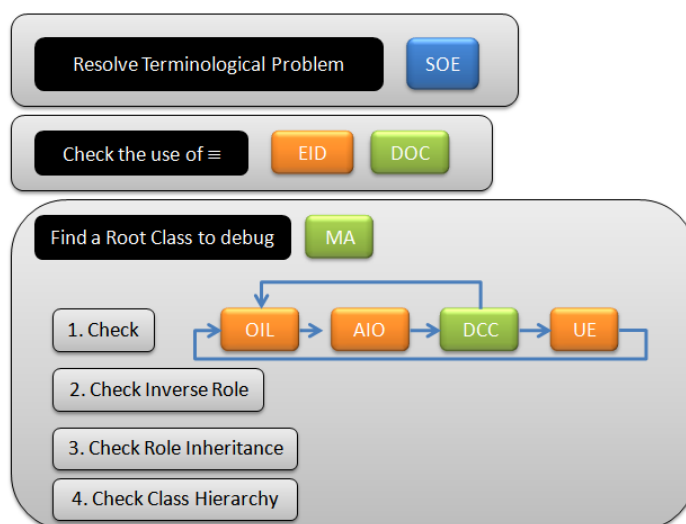 Resolve Terminological Problem SOE
Check the use of ≡ EID DOC
Find a Root Class to debug MA
1. Check OIL AIO DCC UE
2. Check Inverse Role
3. Check Role Inheritance
4. Check Class Hierarchy